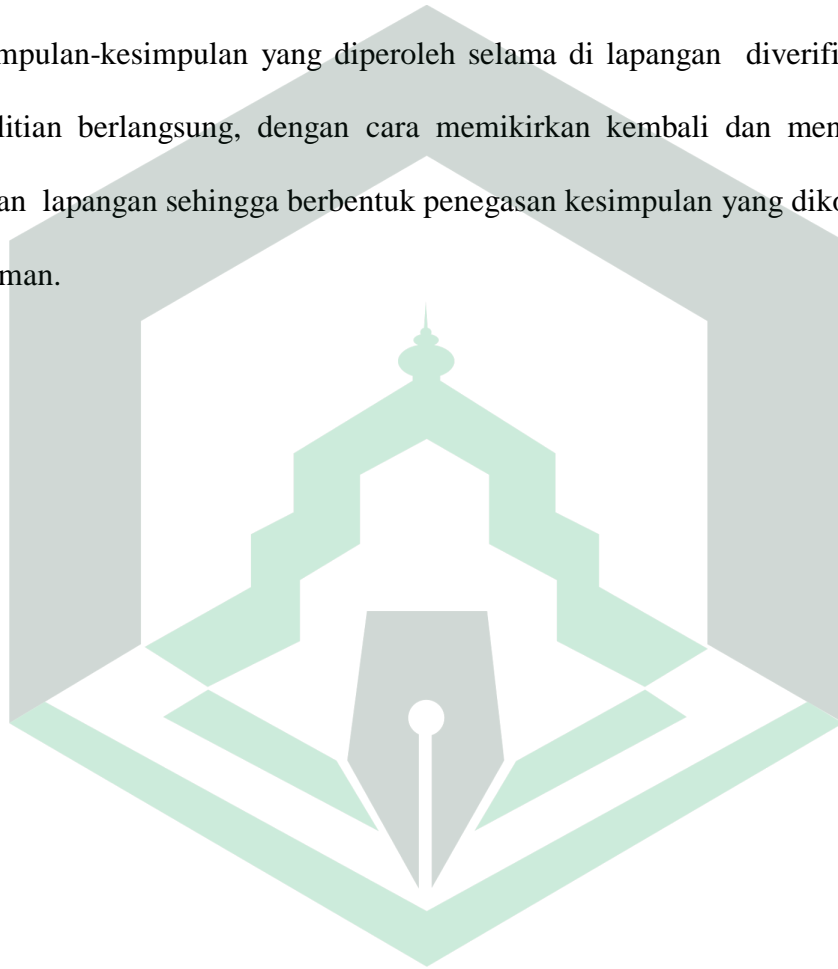 mpulan-kesimpulan yang diperoleh selama di lapangan diverifi
litian berlangsung, dengan cara memikirkan kembali dan men
an lapangan sehingga berbentuk penegasan kesimpulan yang diko
man.